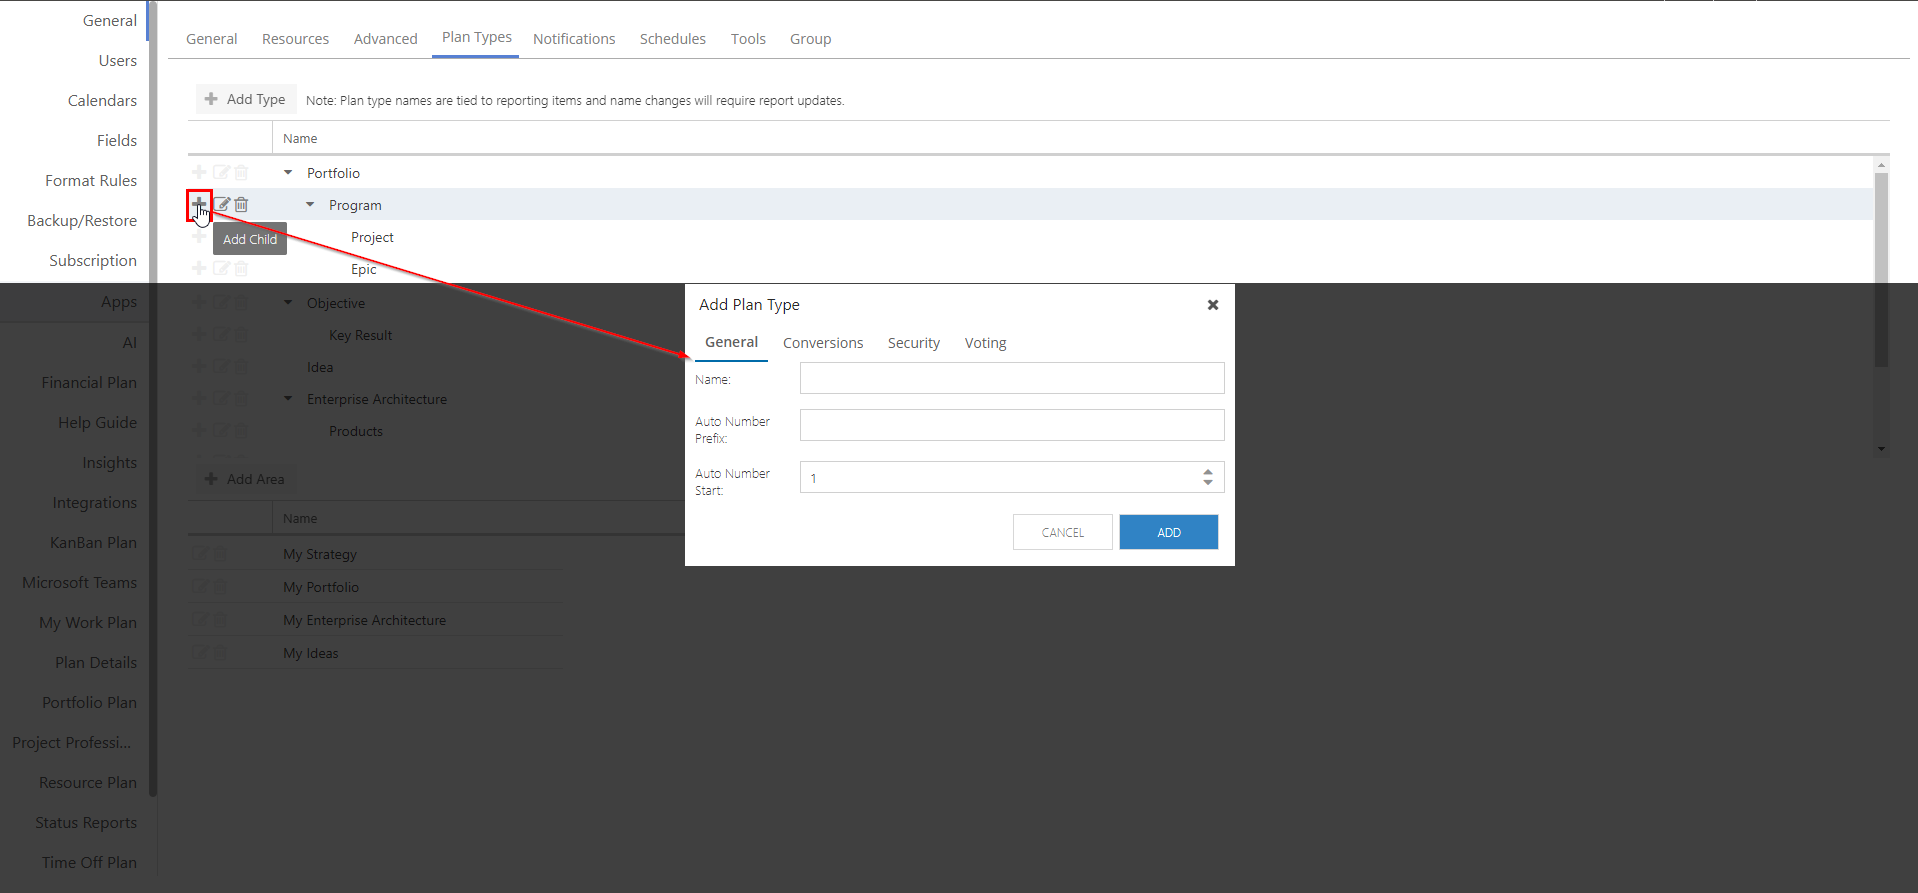 General
Users
Calendars
Fields
Format Rules
Backup/Restore
Subscription
Apps
AI
Financial Plan
Help Guide
Insights
Integrations
KanBan Plan
Microsoft Teams
My Work Plan
Plan Details
Portfolio Plan
Project Professi...
Resource Plan
Status Reports
Time Off Plan
General Resources Advanced Plan Types Notifications Schedules Tools Group
Add Type Note: Plan type names are tied to reporting items and name changes will require report updates.
Name
Portfolio
Program
Add Child
Project
Epic
Objective
Key Result
Idea
Enterprise Architecture
Products
Add Area
Name
My Strategy
My Portfolio
My Enterprise Architecture
My Ideas
Add Plan Type
General Conversions Security Voting
Name:
Auto Number
Prefix:
Auto Number
Start:
1
CANCEL ADD